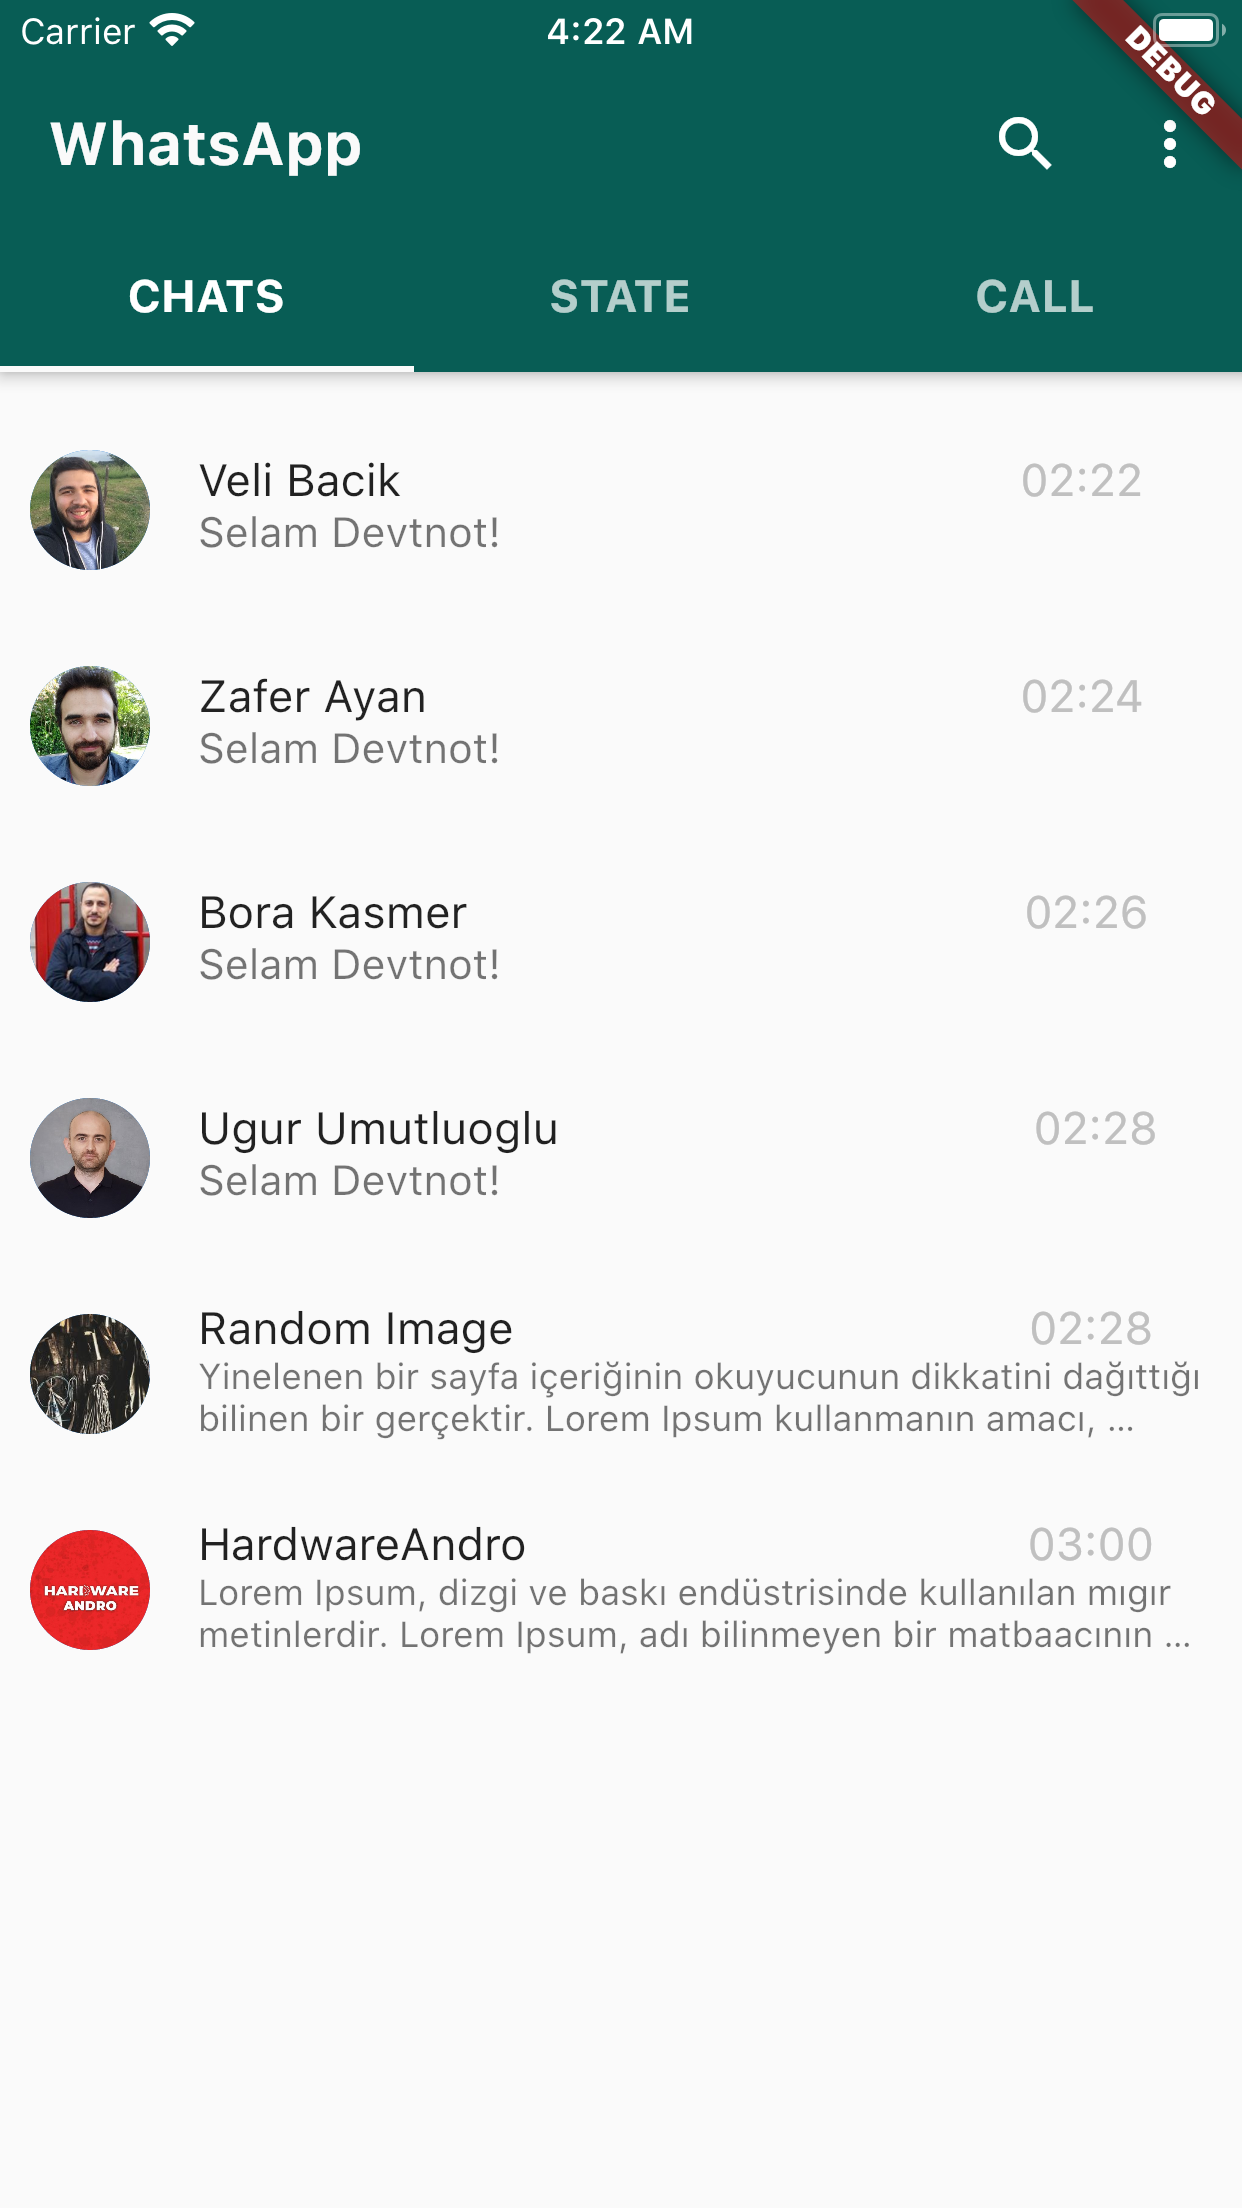 Carrier 4:22 AM
DEBUG
WhatsApp
CHATS STATE CALL
Veli Bacik 02:22
Selam Devtnot!
Zafer Ayan 02:24
Selam Devtnot!
Bora Kasmer 02:26
Selam Devtnot!
Ugur Umutluoglu 02:28
Selam Devtnot!
Random Image 02:28
Yinelenen bir sayfa içeriğinin okuyucunun dikkatini dağıttığı
bilinen bir gerçektir. Lorem Ipsum kullanmanın amacı, ...
HARDWARE
ANDRO
HardwareAndro 03:00
Lorem Ipsum, dizgi ve baskı endüstrisinde kullanılan mıgır
metinlerdir. Lorem Ipsum, adı bilinmeyen bir matbaacının ...